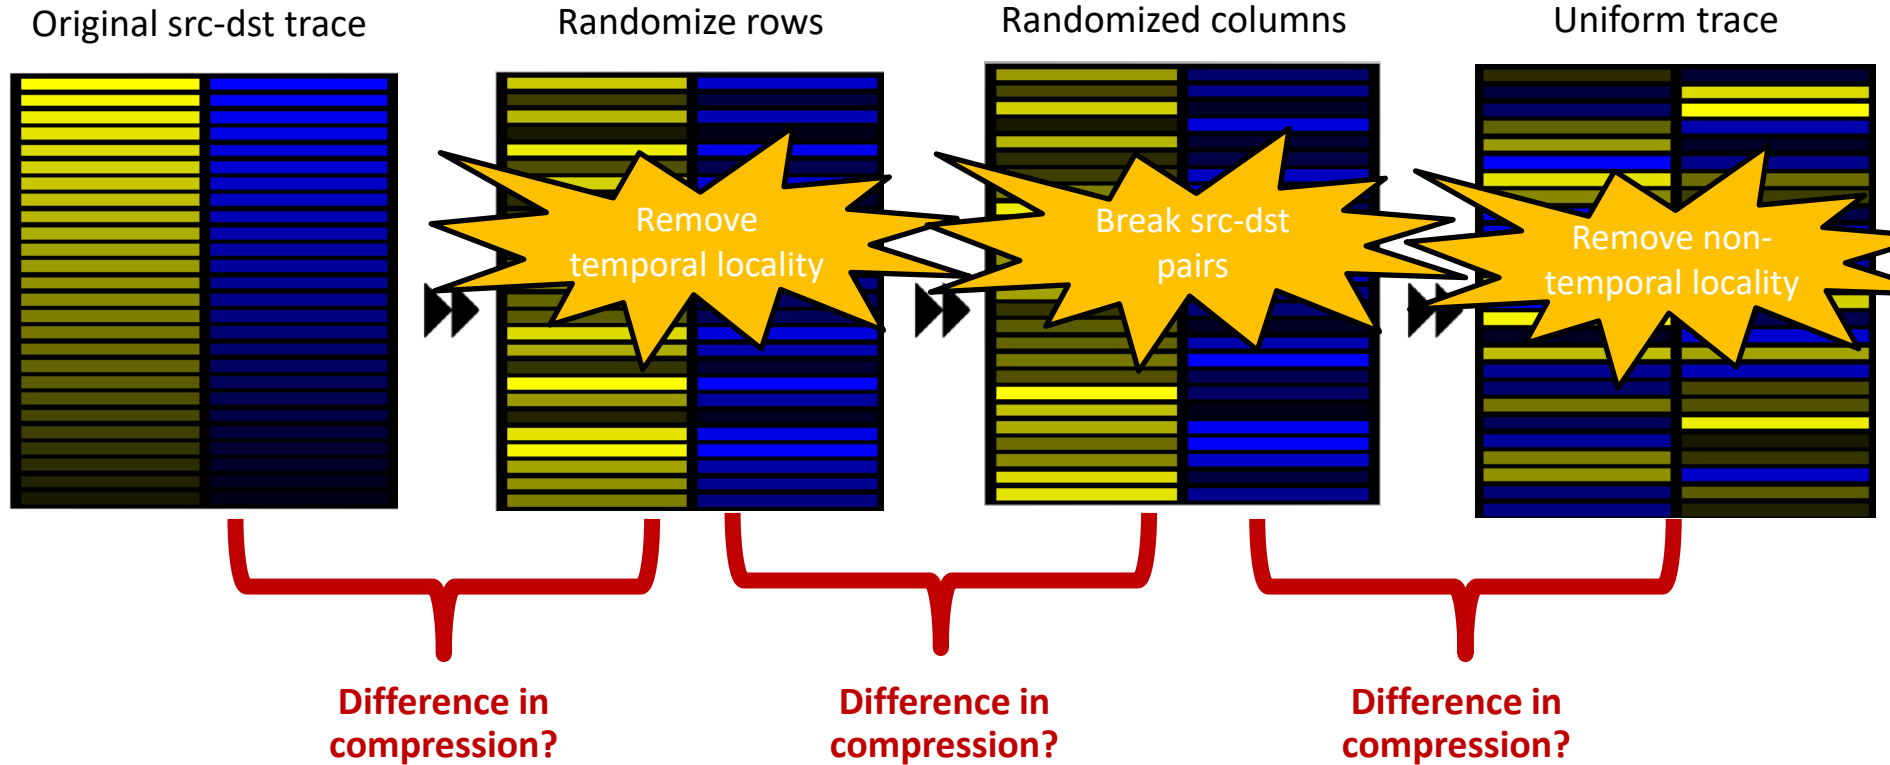 Original src-dst trace
Randomize rows
Randomized columns
Uniform trace
Remove
temporal locality
Break src-dst
pairs
Remove non-
temporal locality
Difference in
compression?
Difference in
compression?
Difference in
compression?